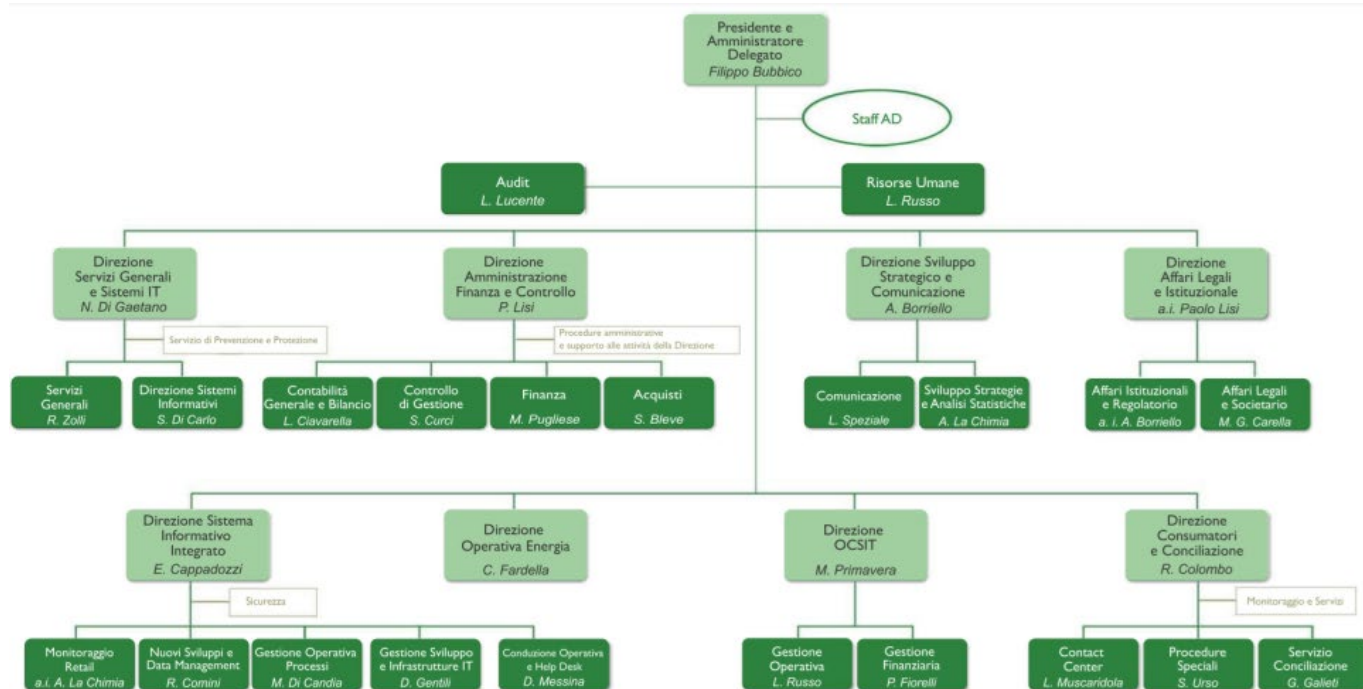 Presidente e
Amministratore
Delegato
Filippo Bubbico
Staff AD
Audit
L. Lucente
Risorse Umane
L. Russo
Direzione
Servizi Generali
e Sistemi IT
N. Di Gaetano
Direzione
Amministrazione
Finanza e Controllo
P. Lisi
Direzione Sviluppo
Strategico e
Comunicazione
A. Borriello
Direzione
Affari Legali
e Istituzionale
a.i. Paolo Lisi
Servizio di Prevenzione e Protezione
Procedure amministrative
e supporto alle attività della Direzione
Servizi
Generali
R. Zolli
Direzione Sistemi
Informativi
S. Di Carlo
Contabilità
Generale e Bilancio
L. Ciavarella
Controllo
di Gestione
S. Curci
Finanza
M. Pugliese
Acquisti
S. Bleve
Comunicazione
L. Speziale
Sviluppo Strategie
e Analisi Statistiche
A. La Chimia
Affari Istituzionali
e Regolatorio
a. i. A. Borriello
Affari Legali e
Societario
M. G. Carella
Direzione Sistema
Informativo
Integrato
E. Cappadozzi
Direzione
Operativa Energia
C. Fardella
Direzione
OCSIT
M. Primavera
Direzione
Consumatori
e Conciliazione
R. Colombo
Sicurezza
Monitoraggio e Servizi
Monitoraggio
Retail
a.i. A. La Chimia
Nuovi Sviluppi e
Data Management
R. Comini
Gestione Operativa
Processi
M. Di Candia
Gestione Sviluppo
e Infrastrutture IT
D. Gentili
Conduzione Operativa
e Help Desk
D. Messina
Gestione
Operativa
L. Russo
Gestione
Finanziaria
P. Fiorelli
Contact
Center
L. Muscaridola
Procedure
Speciali
S. Urso
Servizio
Conciliazione
G. Galieti